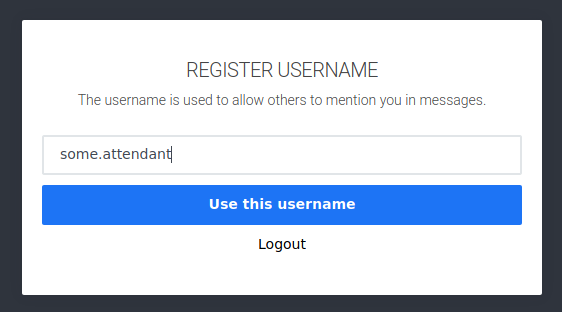 REGISTER USERNAME
The username is used to allow others to mention you in messages.
some.attendant
Use this username
Logout